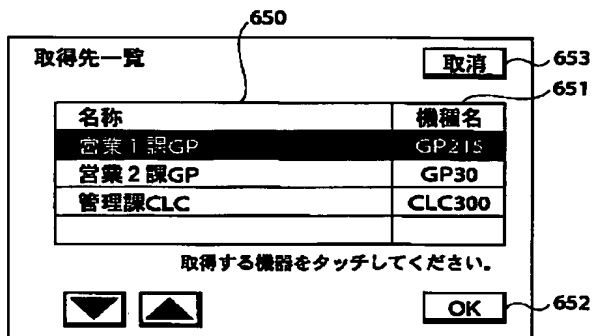 650
取得先一覧
取消
653
651
名称 機種名
営業1課GP GP215
営業2課GP GP30
管理課CLC CLC300
取得する機器をタッチしてください。
OK
652